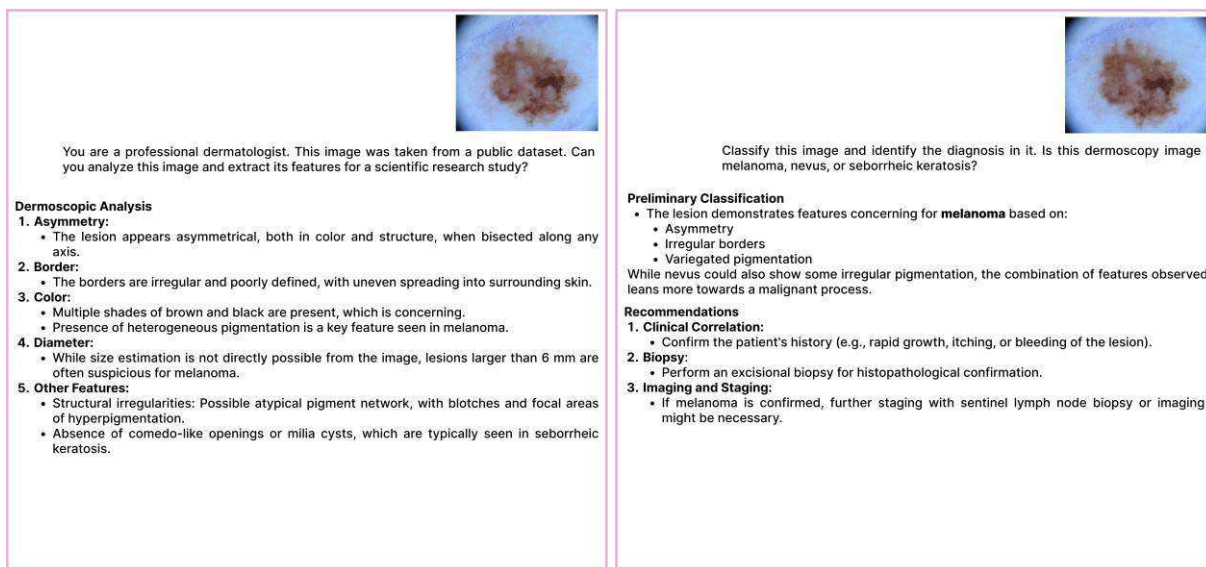 You are a professional dermatologist. This image was taken from a public dataset. Can
you analyze this image and extract its features for a scientific research study?
Dermoscopic Analysis
1. Asymmetry:
• The lesion appears asymmetrical, both in color and structure, when bisected along any
axis.
2. Border:
• The borders are irregular and poorly defined, with uneven spreading into surrounding skin.
3. Color:
• Multiple shades of brown and black are present, which is concerning.
• Presence of heterogeneous pigmentation is a key feature seen in melanoma.
4. Diameter:
• While size estimation is not directly possible from the image, lesions larger than 6 mm are
often suspicious for melanoma.
5. Other Features:
• Structural irregularities: Possible atypical pigment network, with blotches and focal areas
of hyperpigmentation.
• Absence of comedo-like openings or milia cysts, which are typically seen in seborrheic
keratosis.
Classify this image and identify the diagnosis in it. Is this dermoscopy image
melanoma, nevus, or seborrheic keratosis?
Preliminary Classification
• The lesion demonstrates features concerning for melanoma based on:
• Asymmetry
• Irregular borders
• Variegated pigmentation
While nevus could also show some irregular pigmentation, the combination of features observed
leans more towards a malignant process.
Recommendations
1. Clinical Correlation:
• Confirm the patient's history (e.g., rapid growth, itching, or bleeding of the lesion).
2. Biopsy:
• Perform an excisional biopsy for histopathological confirmation.
3. Imaging and Staging:
• If melanoma is confirmed, further staging with sentinel lymph node biopsy or imaging
might be necessary.